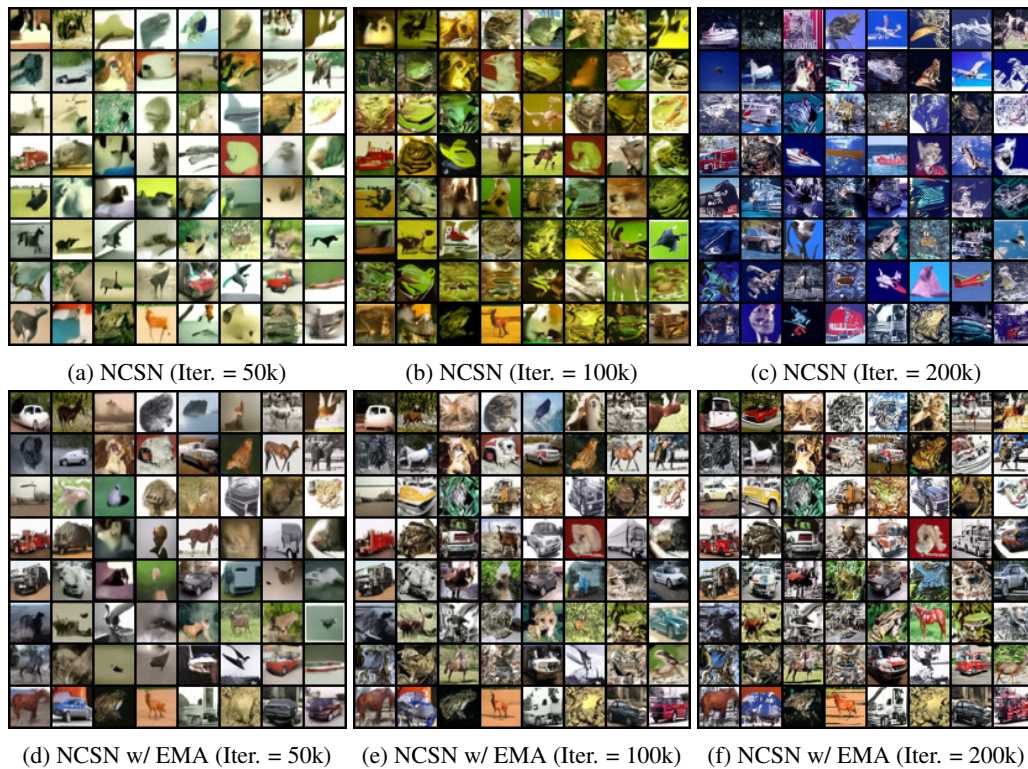 (a) NCSN (Iter. = 50k)
(b) NCSN (Iter. = 100k)
(c) NCSN (Iter. = 200k)
(d) NCSN w/ EMA (Iter. = 50k)
(e) NCSN w/ EMA (Iter. = 100k)
(f) NCSN w/ EMA (Iter. = 200k)